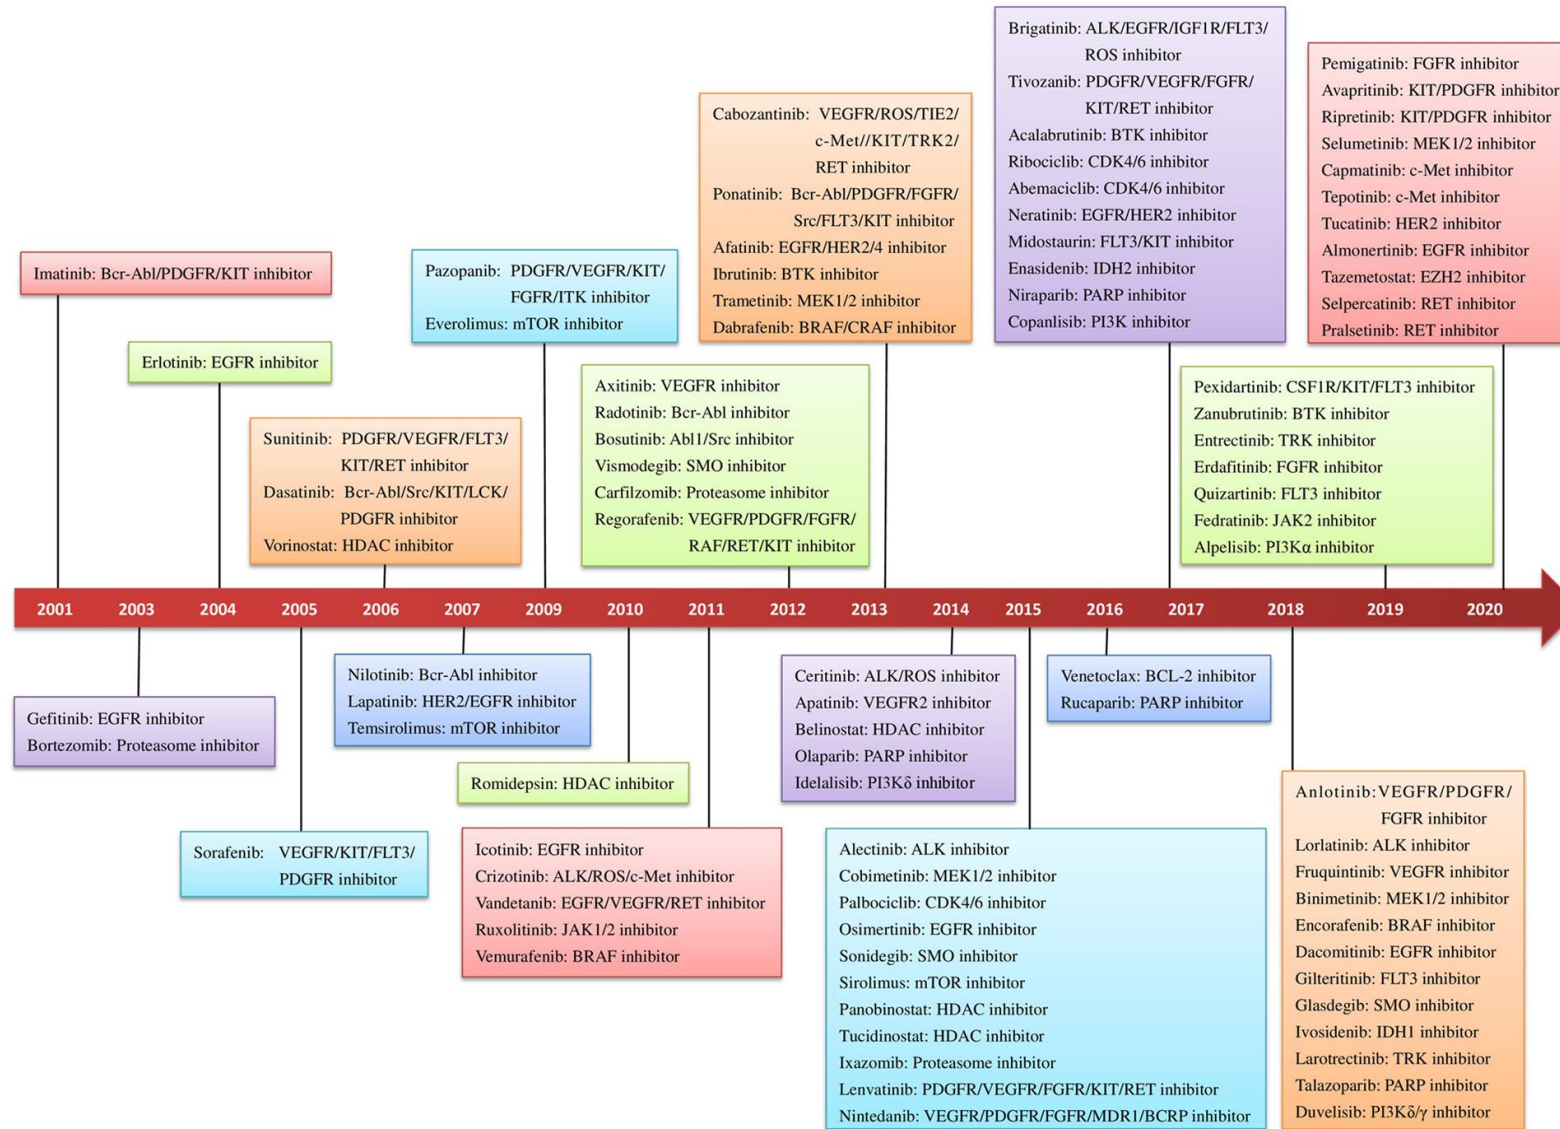 Imatinib: Bcr-Abl/PDGFR/KIT inhibitor
Erlotinib: EGFR inhibitor
Sunitinib: PDGFR/VEGFR/FLT3/
KIT/RET inhibitor
Dasatinib: Bcr-Abl/Src/KIT/LCK/
PDGFR inhibitor
Vorinostat: HDAC inhibitor
Pazopanib: PDGFR/VEGFR/KIT/
FGFR/ITK inhibitor
Everolimus: mTOR inhibitor
Axitinib: VEGFR inhibitor
Radotinib: Bcr-Abl inhibitor
Bosutinib: Abl1/Src inhibitor
Vismodegib: SMO inhibitor
Carfilzomib: Proteasome inhibitor
Regorafenib: VEGFR/PDGFR/FGFR/
RAF/RET/KIT inhibitor
Cabozantinib: VEGFR/ROS/TIE2/
c-Met//KIT/TRK2/
RET inhibitor
Ponatinib: Bcr-Abl/PDGFR/FGFR/
Src/FLT3/KIT inhibitor
Afatinib: EGFR/HER2/4 inhibitor
Ibrutinib: BTK inhibitor
Trametinib: MEK1/2 inhibitor
Dabrafenib: BRAF/CRAF inhibitor
Brigatinib: ALK/EGFR/IGF1R/FLT3/
ROS inhibitor
Tivozanib: PDGFR/VEGFR/FGFR/
KIT/RET inhibitor
Acalabrutinib: BTK inhibitor
Ribociclib: CDK4/6 inhibitor
Abemaciclib: CDK4/6 inhibitor
Neratinib: EGFR/HER2 inhibitor
Midostaurin: FLT3/KIT inhibitor
Enasidenib: IDH2 inhibitor
Niraparib: PARP inhibitor
Copanlisib: PI3K inhibitor
Pemigatinib: FGFR inhibitor
Avapritinib: KIT/PDGFR inhibitor
Ripretinib: KIT/PDGFR inhibitor
Selumetinib: MEK1/2 inhibitor
Capmatinib: c-Met inhibitor
Tepotinib: c-Met inhibitor
Tucatinib: HER2 inhibitor
Almonertinib: EGFR inhibitor
Tazemetostat: EZH2 inhibitor
Selpercatinib: RET inhibitor
Pralsetinib: RET inhibitor
Pexidartinib: CSF1R/KIT/FLT3 inhibitor
Zanubrutinib: BTK inhibitor
Entrectinib: TRK inhibitor
Erdafitinib: FGFR inhibitor
Quizartinib: FLT3 inhibitor
Fedratinib: JAK2 inhibitor
Alpelisib: PI3Kα inhibitor
2001 2003 2004 2005 2006 2007 2009 2010 2011 2012 2013 2014 2015 2016 2017 2018 2019 2020
Gefitinib: EGFR inhibitor
Bortezomib: Proteasome inhibitor
Sorafenib: VEGFR/KIT/FLT3/
PDGFR inhibitor
Nilotinib: Bcr-Abl inhibitor
Lapatinib: HER2/EGFR inhibitor
Temsirolimus: mTOR inhibitor
Romidepsin: HDAC inhibitor
Icotinib: EGFR inhibitor
Crizotinib: ALK/ROS/c-Met inhibitor
Vandetanib: EGFR/VEGFR/RET inhibitor
Ruxolitinib: JAK1/2 inhibitor
Vemurafenib: BRAF inhibitor
Ceritinib: ALK/ROS inhibitor
Apatinib: VEGFR2 inhibitor
Belinostat: HDAC inhibitor
Olaparib: PARP inhibitor
Idelalisib: PI3Kδ inhibitor
Alectinib: ALK inhibitor
Cobimetinib: MEK1/2 inhibitor
Palbociclib: CDK4/6 inhibitor
Osimertinib: EGFR inhibitor
Sonidegib: SMO inhibitor
Sirolimus: mTOR inhibitor
Panobinostat: HDAC inhibitor
Tucidinostat: HDAC inhibitor
Ixazomib: Proteasome inhibitor
Lenvatinib: PDGFR/VEGFR/FGFR/KIT/RET inhibitor
Nintedanib: VEGFR/PDGFR/FGFR/MDR1/BCRP inhibitor
Venetoclax: BCL-2 inhibitor
Rucaparib: PARP inhibitor
Anlotinib:VEGFR/PDGFR/
FGFR inhibitor
Lorlatinib: ALK inhibitor
Fruquintinib: VEGFR inhibitor
Binimetinib: MEK1/2 inhibitor
Encorafenib: BRAF inhibitor
Dacomitinib: EGFR inhibitor
Gilteritinib: FLT3 inhibitor
Glasdegib: SMO inhibitor
Ivosidenib: IDH1 inhibitor
Larotrectinib: TRK inhibitor
Talazoparib: PARP inhibitor
Duvelisib: PI3Kδ/γ inhibitor